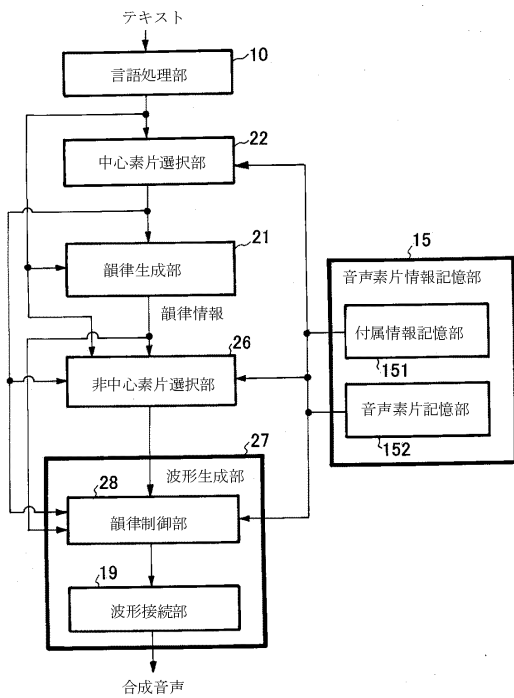 テキスト
10
言語処理部
22
中心素片選択部
21
韻律生成部
韻律情報
15
音声素片情報記憶部
付属情報記憶部
151
音声素片記憶部
152
26
非中心素片選択部
27
波形生成部
28
韻律制御部
19
波形接続部
合成音声